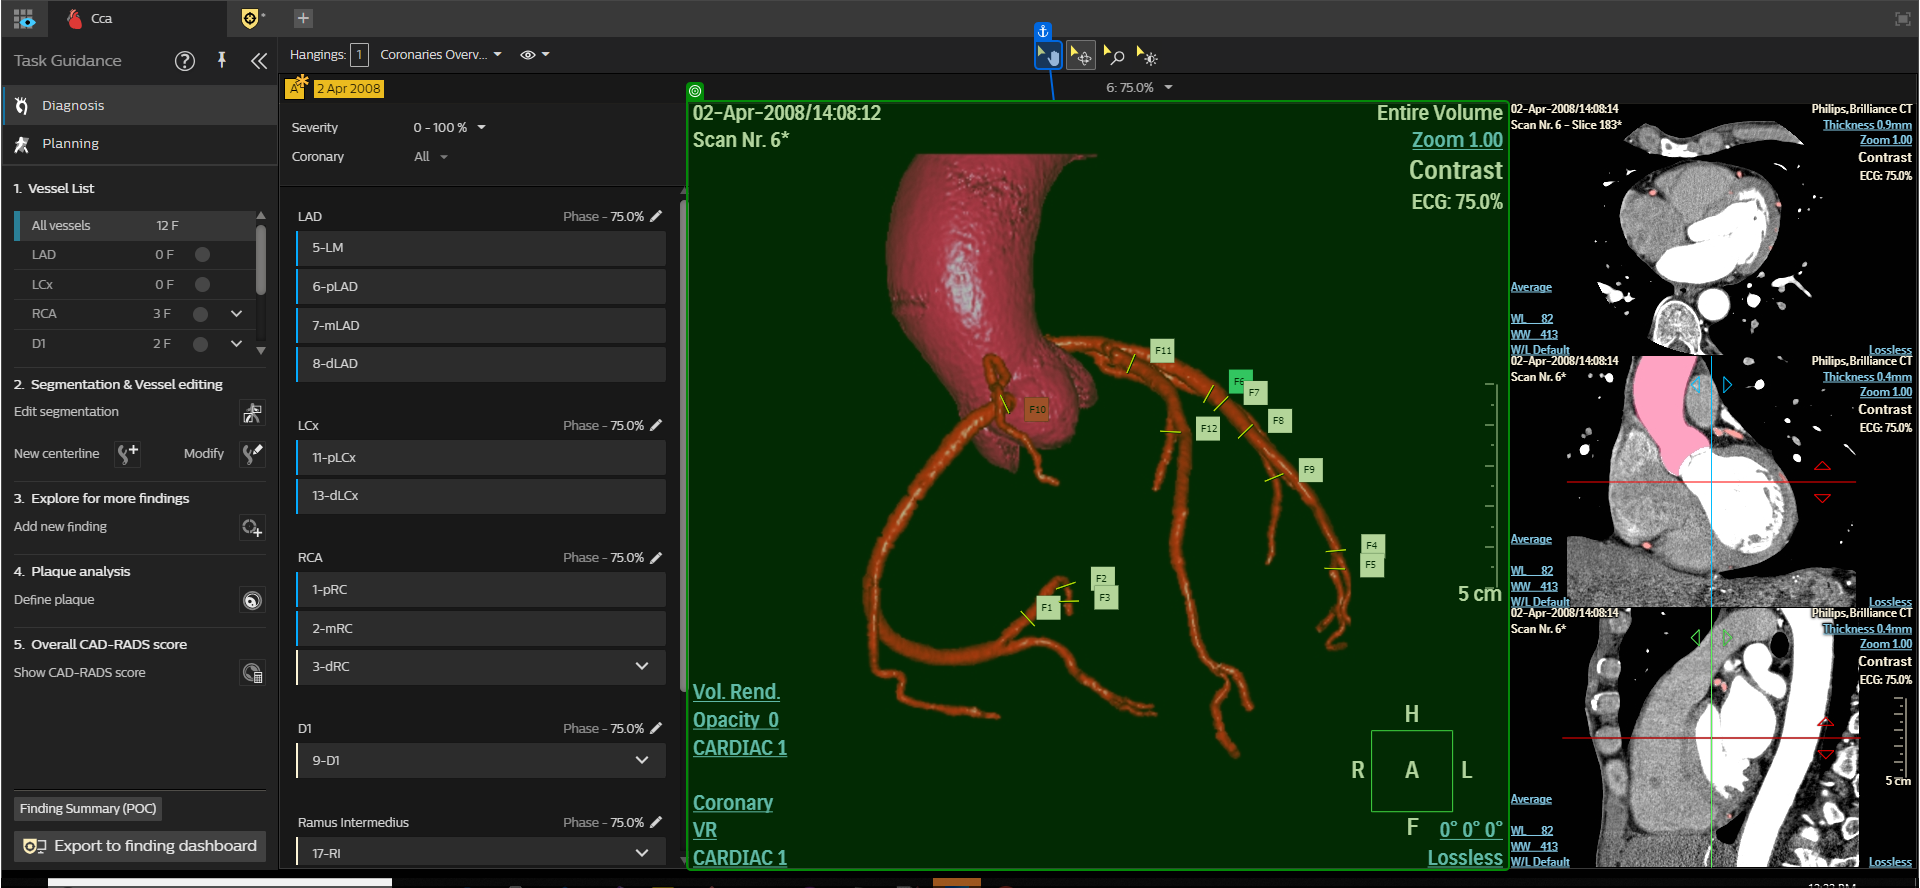 Cca
Task Guidance
Hangings: 1 Coronaries Overv...
Diagnosis
Planning
1. Vessel List
All vessels 12 F
LAD 0 F
LCx 0 F
RCA 3 F
D1 2 F
2. Segmentation & Vessel editing
Edit segmentation
New centerline Modify
3. Explore for more findings
Add new finding
4. Plaque analysis
Define plaque
5. Overall CAD-RADS score
Show CAD-RADS score
Finding Summary (POC)
Export to finding dashboard
A 2 Apr 2008
Severity 0 - 100 %
Coronary All
LAD Phase - 75.0%
5-LM
6-pLAD
7-mLAD
8-dLAD
LCx Phase - 75.0%
11-pLCx
13-dLCx
RCA Phase - 75.0%
1-pRC
2-mRC
3-dRC
D1 Phase - 75.0%
9-D1
Ramus Intermedius Phase - 75.0%
17-RI
6: 75.0%
02-Apr-2008/14:08:12
Scan Nr. 6*
Entire Volume
Zoom 1.00
Contrast
ECG: 75.0%
F11
F6
F7
F10
F12
F8
F9
F4
F5
F2
F3
F1
5 cm
Vol. Rend.
Opacity 0
CARDIAC 1
Coronary
VR
CARDIAC 1
H
R A L
F
0° 0° 0°
Lossless
02-Apr-2008/14:08:14 Philips,Brilliance CT
Scan Nr. 6 - Slice 183* Thickness 0.9mm
Zoom 1.00
Contrast
ECG: 75.0%
Average
WL 82
WW 413
W/L Default Lossless
02-Apr-2008/14:08:14 Philips,Brilliance CT
Scan Nr. 6* Thickness 0.4mm
Zoom 1.00
Contrast
ECG: 75.0%
Average
WL 82
WW 413
W/L Default Lossless
02-Apr-2008/14:08:14 Philips,Brilliance CT
Scan Nr. 6* Thickness 0.4mm
Zoom 1.00
Contrast
ECG: 75.0%
5 cm
Average
WL 82
WW 413
W/L Default Lossless